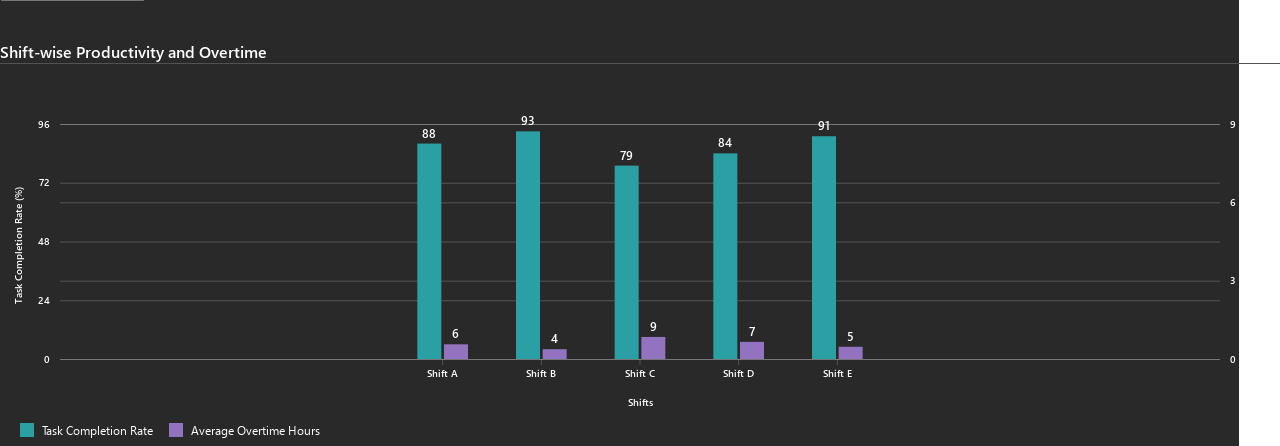 Shift-wise Productivity and Overtime
96
72
48
24
0
Task Completion Rate (%)
9
6
3
0
88
93
79
84
91
6
4
9
7
5
Shift A
Shift B
Shift C
Shift D
Shift E
Shifts
Task Completion Rate
Average Overtime Hours